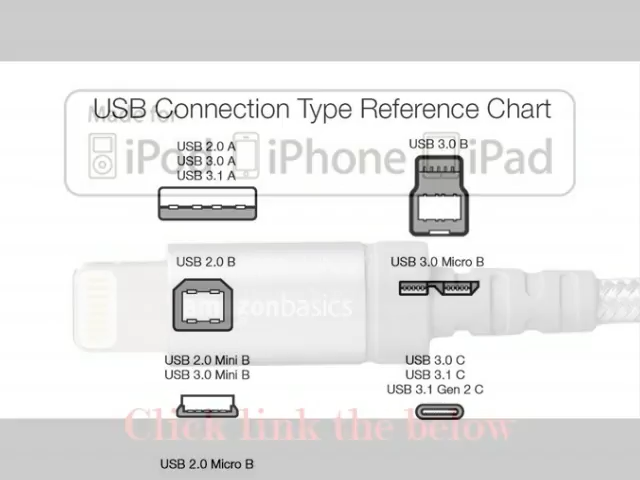 USB Connection Type Reference Chart
Made for
iPod iPhone iPad
USB 2.0 A
USB 3.0 A
USB 3.1 A
USB 3.0 B
USB 2.0 B
USB 3.0 Micro B
amazonbasics
USB 2.0 Mini B
USB 3.0 Mini B
USB 3.0 C
USB 3.1 C
USB 3.1 Gen 2 C
Click link the below
USB 2.0 Micro B